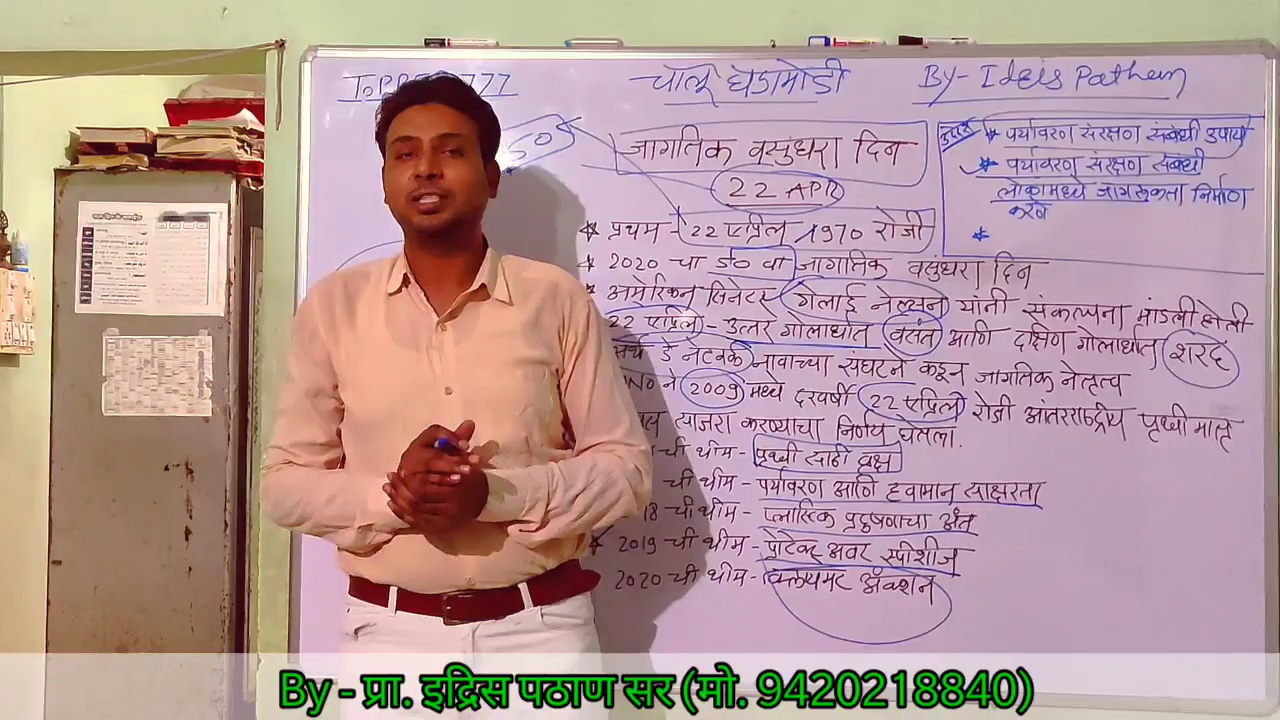 चालू घडामोडी
By- Idris Pathan
50
जागतिक वसुंधरा दिन
22 APR
* पर्यावरण संरक्षण संबंधी उपाय
* पर्यावरण संरक्षण संबंधी
लोकामध्ये जागरुकता निर्माण
करणे
*
* प्रथम - 22 एप्रिल 1970 रोजी
* 2020 चा 50 वा जागतिक वसुंधरा दिन
* अमेरिकन सिनेटर गेलार्ड नेल्सन यांनी संकल्पना मांडली होती
22 एप्रिल - उत्तर गोलार्धात वसंत आणि दक्षिण गोलार्धात शरद
डे नेटवर्क नावाच्या संघटने कडून जागतिक नेतृत्व
UNO ने 2009 मध्ये दरवर्षी 22 एप्रिल रोजी आंतरराष्ट्रीय पृथ्वी मातृ
साजरा करण्याचा निर्णय घेतला.
ची थीम - पृथ्वी साठी वृक्ष
ची थीम - पर्यावरण आणि हवामान साक्षरता
18 ची थीम - प्लास्टिक प्रदुषणाचा अंत
* 2019 ची थीम - प्रोटेक्ट अवर स्पीशीज
2020 ची थीम - क्लायमेट ॲक्शन
By - प्रा. इद्रिस पठाण सर (मो. 9420218840)